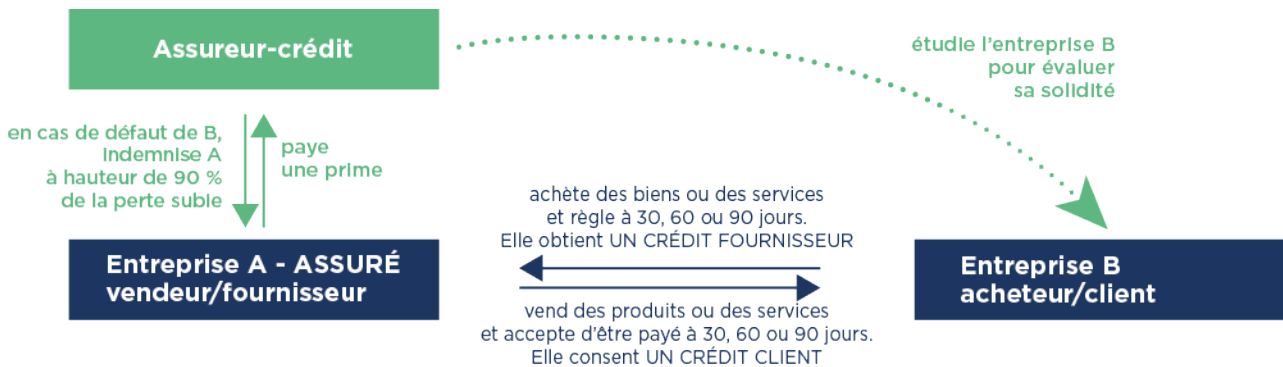 Assureur-crédit
étudie l'entreprise B
pour évaluer
sa solidité
en cas de défaut de B,
indemnise A
à hauteur de 90 %
de la perte subie
paye
une prime
achète des biens ou des services
et règle à 30, 60 ou 90 jours.
Elle obtient UN CRÉDIT FOURNISSEUR
Entreprise A - ASSURÉ
vendeur/fournisseur
Entreprise B
acheteur/client
vend des produits ou des services
et accepte d'être payé à 30, 60 ou 90 jours.
Elle consent UN CRÉDIT CLIENT